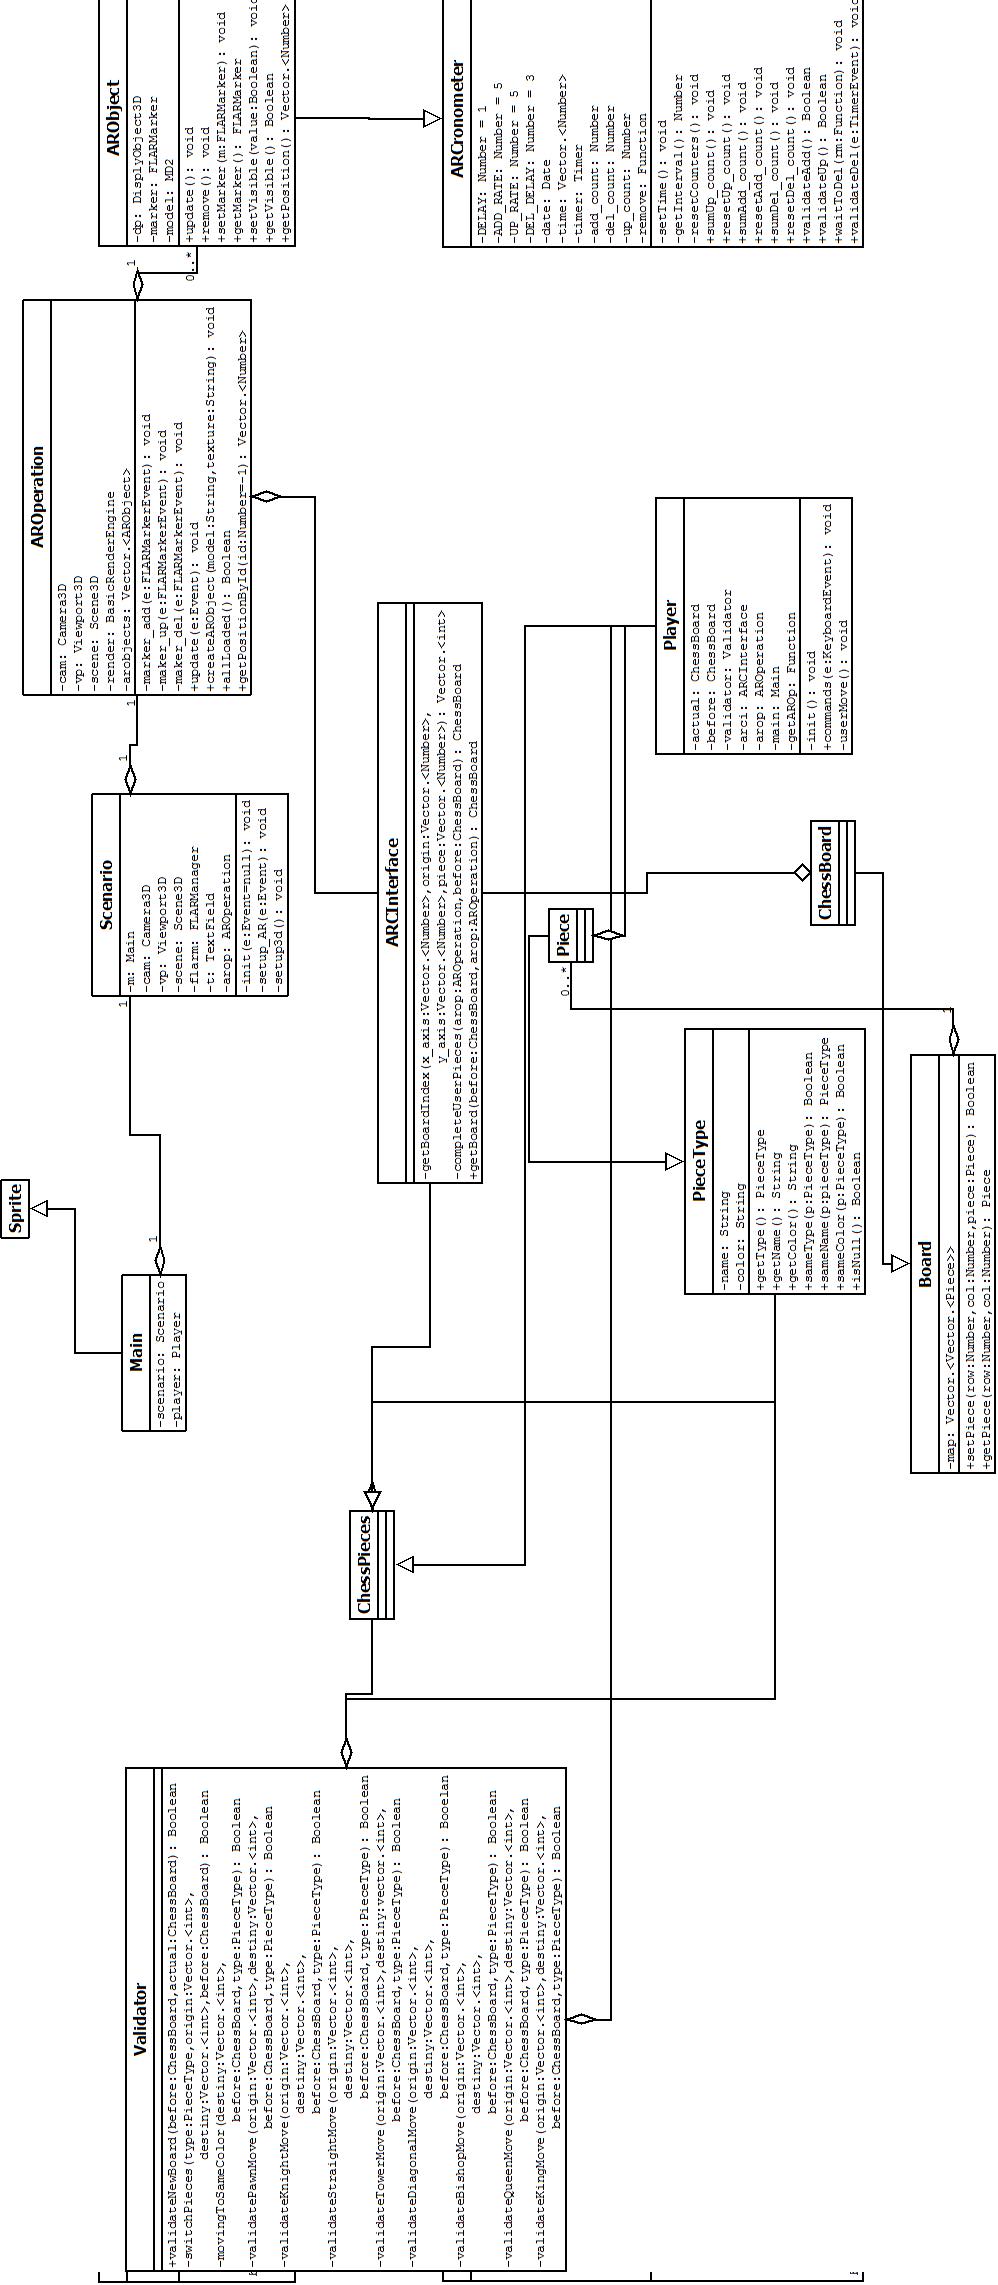 Validator
+validateNewBoard(before:ChessBoard,actual:ChessBoard): Boolean
-switchPieces(type:PieceType,origin:Vector.<int>,
destiny:Vector.<int>,before:ChessBoard): Boolean
-movingToSameColor(destiny:Vector.<int>,
before:ChessBoard,type:PieceType): Boolean
-validatePawnMove(origin:Vector.<int>,destiny:Vector.<int>,
before:ChessBoard,type:PieceType): Boolean
-validateKnightMove(origin:Vector.<int>,
destiny:Vector.<int>,
before:ChessBoard,type:PieceType): Boolean
-validateStraightMove(origin:Vector.<int>,
destiny:Vector.<int>,
before:ChessBoard,type:PieceType): Boolean
-validateTowerMove(origin:Vector.<int>,destiny:vector.<int>,
before:ChessBoard,type:PieceType): Boolean
-validateDiagonalMove(origin:Vector.<int>,
destiny:Vector.<int>,
before:ChessBoard,type:PieceType): Booelan
-validateBishopMove(origin:Vector.<int>,
destiny:Vector.<int>,
before:ChessBoard,type:PieceType): Boolean
-validateQueenMove(origin:Vector.<int>,destiny:Vector.<int>,
before:ChessBoard,type:PieceType): Boolean
-validateKingMove(origin:Vector.<int>,destiny:Vector.<int>,
before:ChessBoard,type:PieceType): Boolean
ChessPieces
Main
-scenario: Scenario
-player: Player
1
Sprite
Board
-map: Vector.<Vector.<Piece>>
+setPiece(row:Number,col:Number,piece:Piece): Boolean
+getPiece(row:Number,col:Number): Piece
1
PieceType
-name: String
-color: String
+getType(): PieceType
+getName(): String
+getColor(): String
+sameType(p:PieceType): Boolean
+sameName(p:pieceType): PieceType
+sameColor(p:PieceType): Boolean
+isNull(): Boolean
Piece
0..*
ChessBoard
ARCInterface
-getBoardIndex(x_axis:Vector.<Number>,origin:Vector.<Number>,
y_axis:Vector.<Number>,piece:Vector.<Number>): Vector.<int>
-completeUserPieces(arop:AROperation,before:ChessBoard): ChessBoard
+getBoard(before:ChessBoard,arop:AROperation): ChessBoard
Scenario
-m: Main
-cam: Camera3D
-vp: Viewport3D
-scene: Scene3D
-flarm: FLARManager
-t: TextField
-arop: AROperation
-init(e:Event=null): void
-setup_AR(e:Event): void
-setup3d(): void
1
1
Player
-actual: ChessBoard
-before: ChessBoard
-validator: Validator
-arci: ARCInterface
-arop: AROperation
-main: Main
-getAROp: Function
-init(): void
+commands(e:KeyboardEvent): void
-userMove(): void
AROperation
-cam: Camera3D
-vp: Viewport3D
-scene: Scene3D
-render: BasicRenderEngine
-arobjects: Vector.<ARObject>
-marker_add(e:FLARMarkerEvent): void
-maker_up(e:FLARMarkerEvent): void
-maker_del(e:FLARMarkerEvent): void
+update(e:Event): void
+createARObject(model:String,texture:String): void
+allLoaded(): Boolean
+getPositionById(id:Number=-1): Vector.<Number>
1
1
0..*
ARObject
-dp: DisplyObject3D
-marker: FLARMarker
-model: MD2
+update(): void
+remove(): void
+setMarker(m:FLARMarker): void
+getMarker(): FLARMarker
+setVisible(value:Boolean): void
+getVisible(): Boolean
+getPosition(): Vector.<Number>
ARCronometer
-DELAY: Number = 1
-ADD_RATE: Number = 5
-UP_RATE: Number = 5
-DEL_DELAY: Number = 3
-date: Date
-time: Vector.<Number>
-timer: Timer
-add_count: Number
-del_count: Number
-up_count: Number
-remove: Function
-setTime(): void
-getInterval(): Number
-resetCounters(): void
+sumUp_count(): void
+resetUp_count(): void
+sumAdd_count(): void
+resetAdd_count(): void
+sumDel_count(): void
+resetDel_count(): void
+validateAdd(): Boolean
+validateUp(): Boolean
+waitToDel(rm:Function): void
+validateDel(e:TimerEvent): void